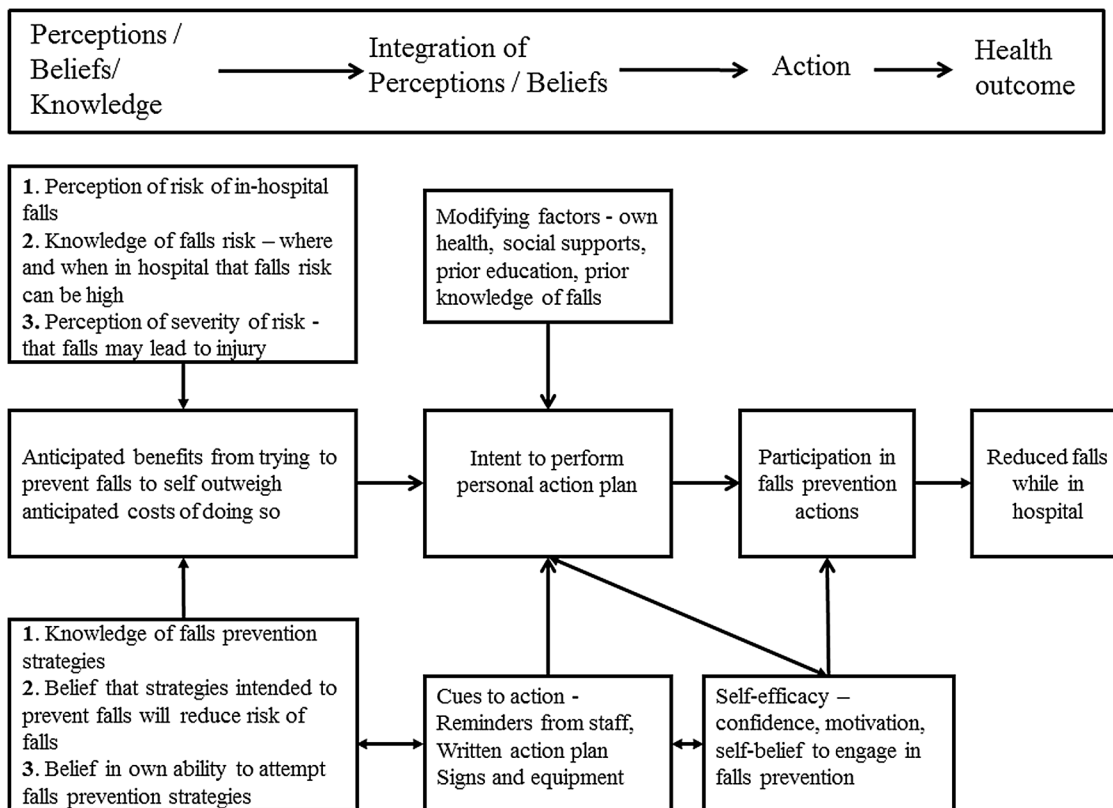 Perceptions /
Beliefs/
Knowledge
Integration of
Perceptions / Beliefs
Action
Health
outcome
1. Perception of risk of in-hospital
falls
2. Knowledge of falls risk – where
and when in hospital that falls risk
can be high
3. Perception of severity of risk -
that falls may lead to injury
Modifying factors - own
health, social supports,
prior education, prior
knowledge of falls
Anticipated benefits from trying to
prevent falls to self outweigh
anticipated costs of doing so
Intent to perform
personal action plan
Participation in
falls prevention
actions
Reduced falls
while in
hospital
1. Knowledge of falls prevention
strategies
2. Belief that strategies intended to
prevent falls will reduce risk of
falls
3. Belief in own ability to attempt
falls prevention strategies
Cues to action -
Reminders from staff,
Written action plan
Signs and equipment
Self-efficacy –
confidence, motivation,
self-belief to engage in
falls prevention